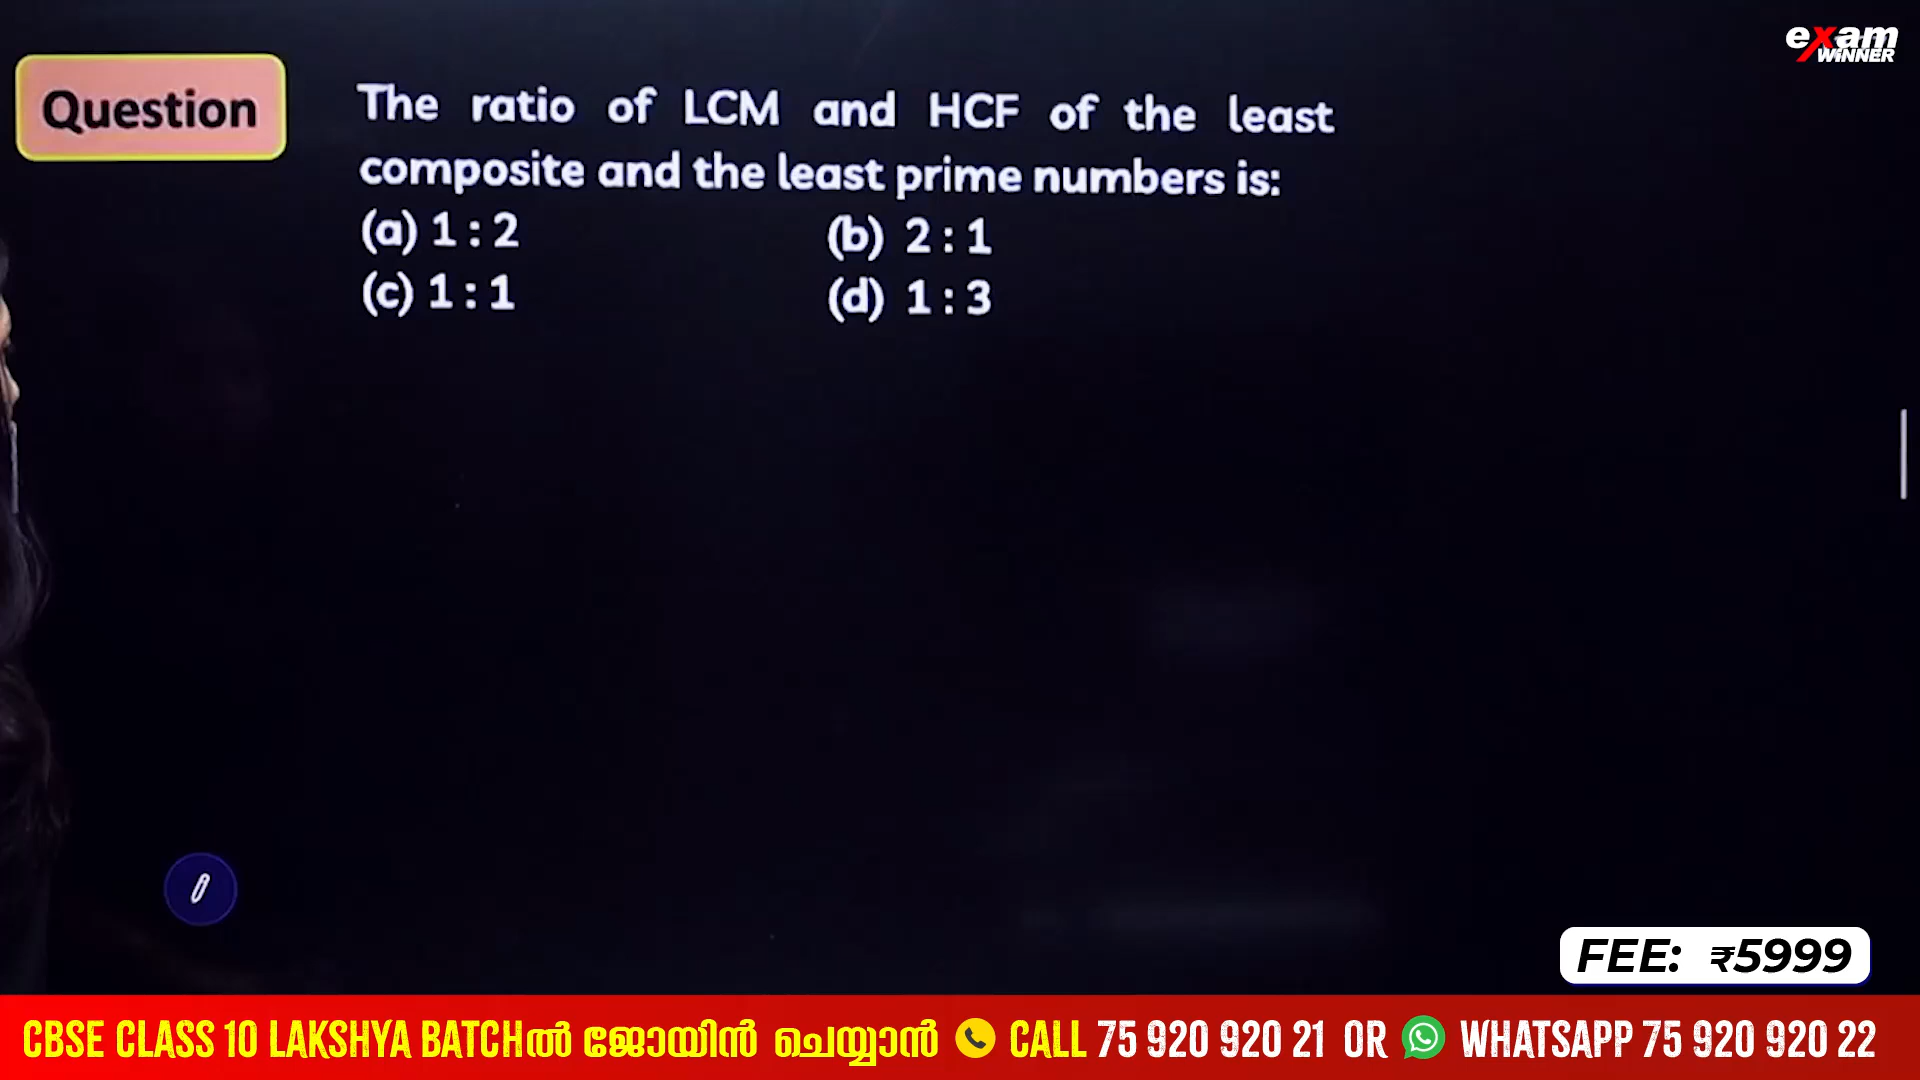 exam
WINNER
Question
The ratio of LCM and HCF of the least
composite and the least prime numbers is:
(a) 1 : 2 (b) 2 : 1
(c) 1 : 1 (d) 1 : 3
FEE: ₹5999
CBSE CLASS 10 LAKSHYA BATCHൽ ജോയിൻ ചെയ്യാൻ CALL 75 920 920 21 OR WHATSAPP 75 920 920 22